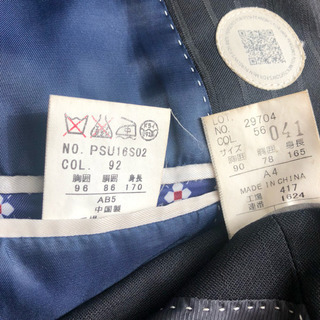 NO. PSU16S02
COL. 92
胸囲 胴囲 身長
96 86 170
AB5
中国製
LOT. 29704
NO.
COL. 56 041
サイズ 胸囲 胴囲 身長
90 78 165
A4
MADE IN CHINA
工場 417
連番 1624